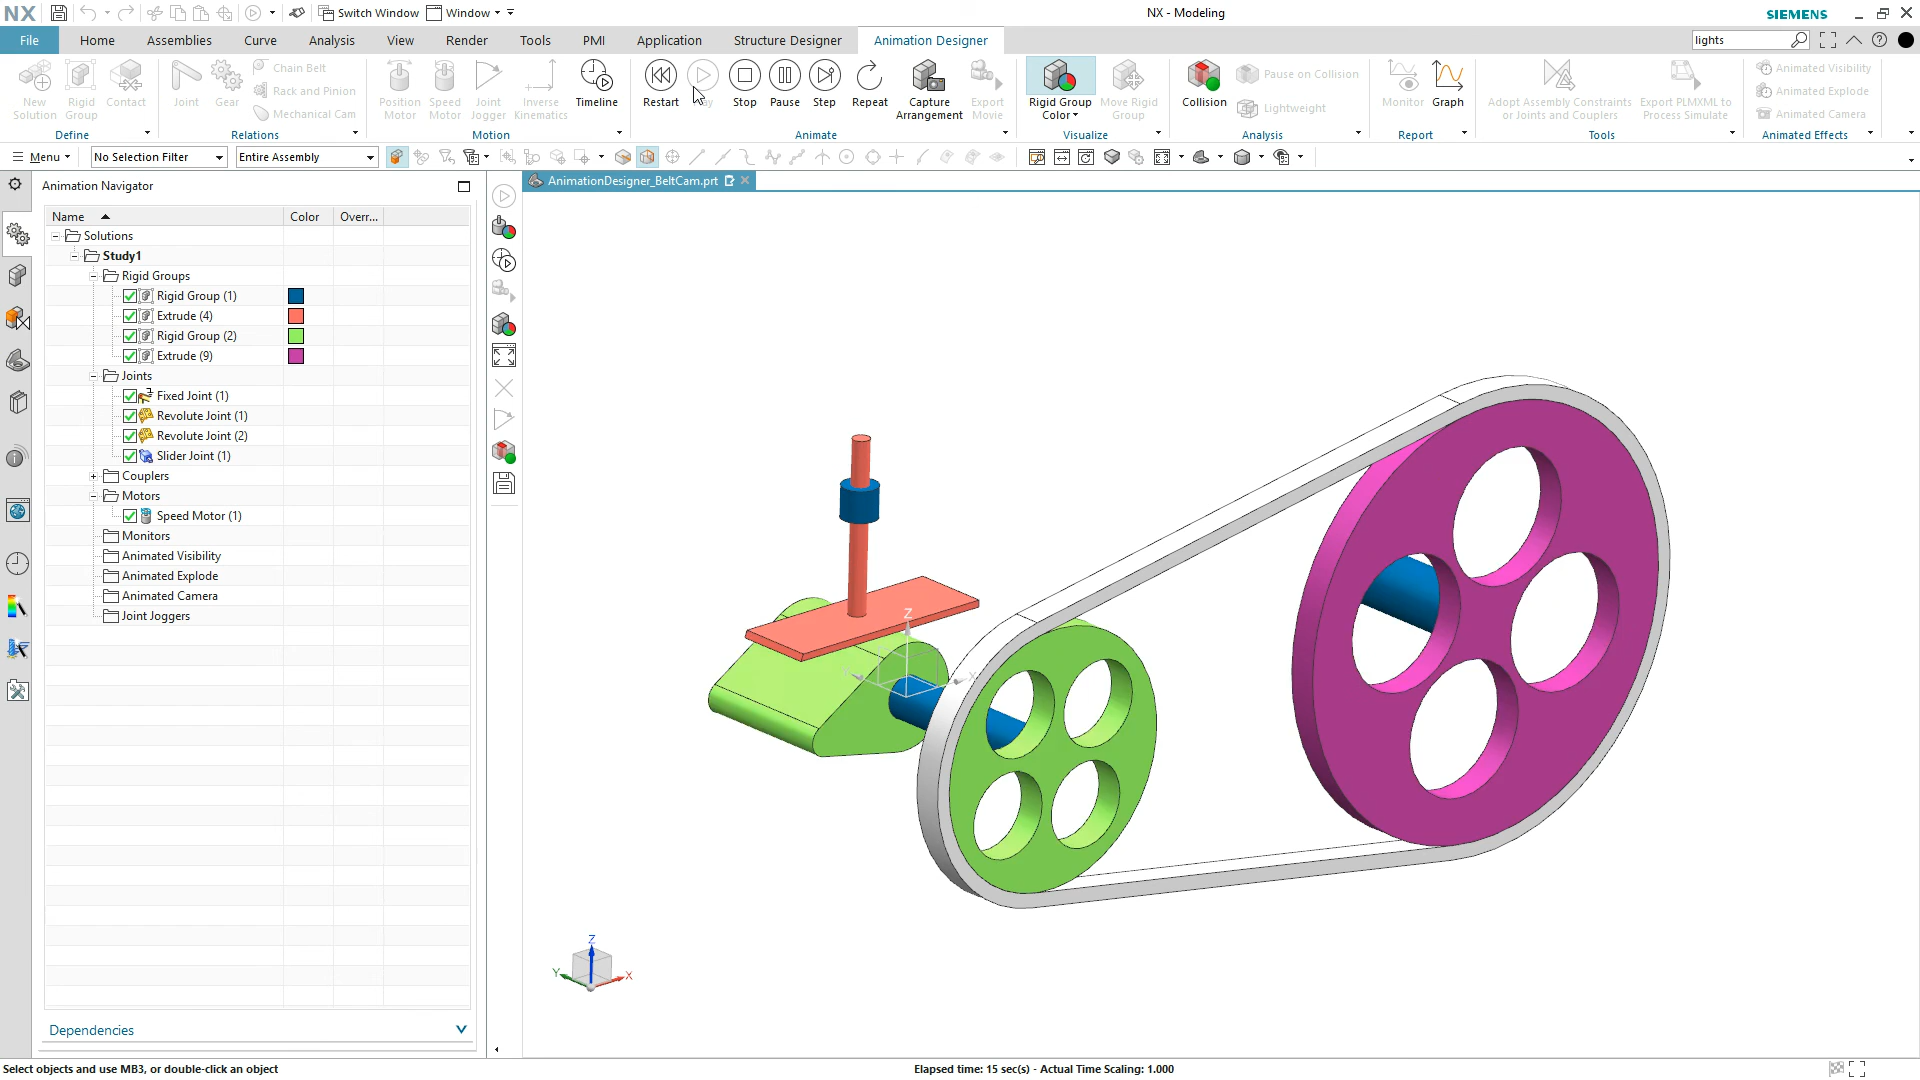 NX Switch Window Window NX - Modeling SIEMENS
File Home Assemblies Curve Analysis View Render Tools PMI Application Structure Designer Animation Designer lights
New Solution
Rigid Group
Contact
Define
Joint
Gear
Chain Belt
Rack and Pinion
Mechanical Cam
Relations
Position Motor
Speed Motor
Joint Jogger
Inverse Kinematics
Timeline
Motion
Restart
Stop
Pause
Step
Repeat
Capture Arrangement
Export Movie
Animate
Rigid Group Color
Move Rigid Group
Visualize
Collision
Pause on Collision
Lightweight
Analysis
Monitor
Graph
Report
Adopt Assembly Constraints or Joints and Couplers
Export PLMXML to Process Simulate
Tools
Animated Visibility
Animated Explode
Animated Camera
Animated Effects
Menu No Selection Filter Entire Assembly
Animation Navigator
AnimationDesigner_BeltCam.prt
Name Color Overr...
Solutions
Study1
Rigid Groups
Rigid Group (1)
Extrude (4)
Rigid Group (2)
Extrude (9)
Joints
Fixed Joint (1)
Revolute Joint (1)
Revolute Joint (2)
Slider Joint (1)
Couplers
Motors
Speed Motor (1)
Monitors
Animated Visibility
Animated Explode
Animated Camera
Joint Joggers
Z
X
Z
Y
X
Dependencies
Select objects and use MB3, or double-click an object Elapsed time: 15 sec(s) - Actual Time Scaling: 1.000